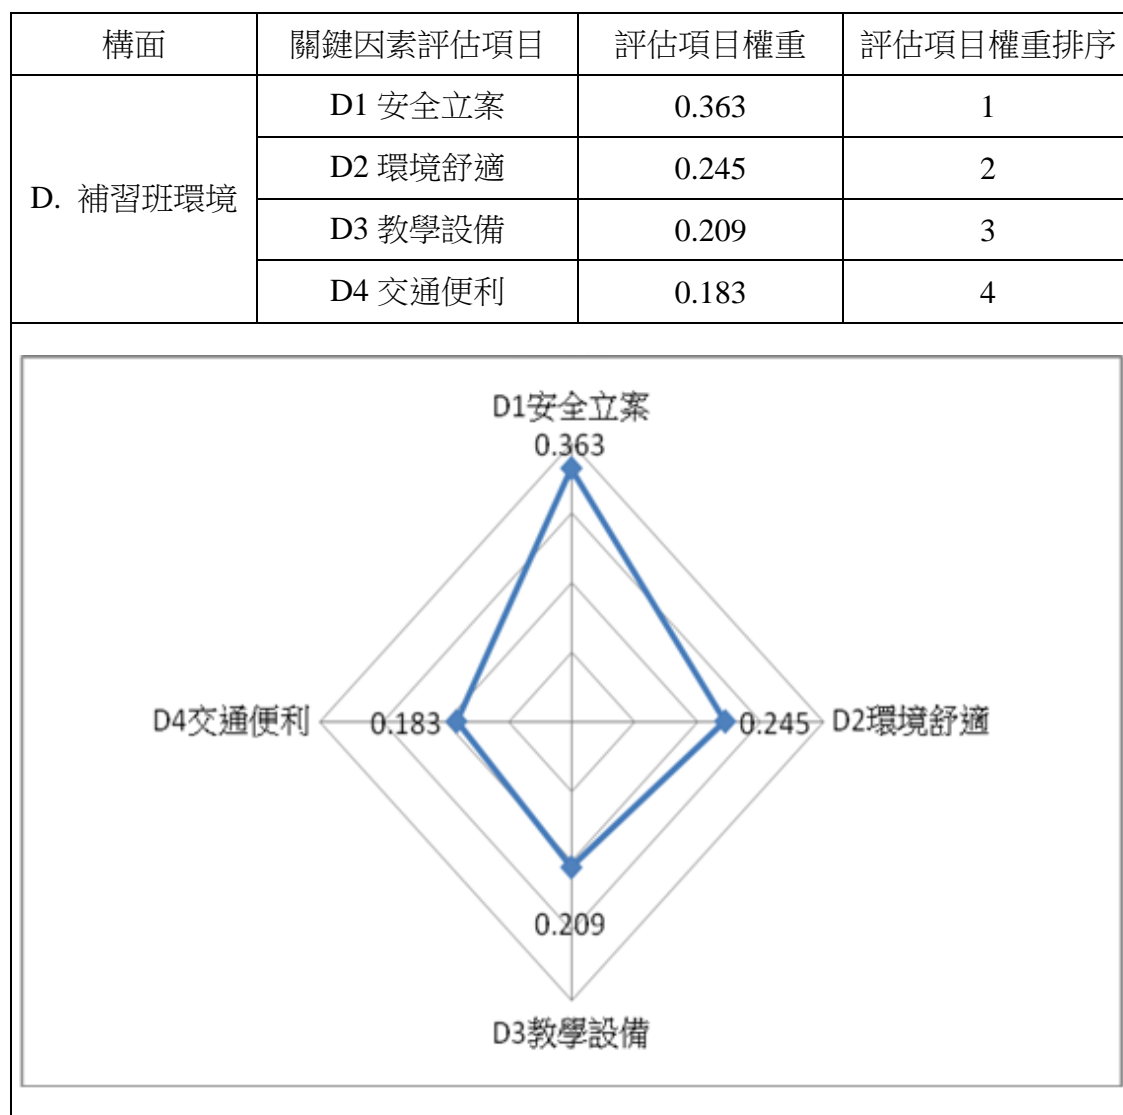 構面 關鍵因素評估項目 評估項目權重 評估項目權重排序
D. 補習班環境
D1 安全立案 0.363 1
D2 環境舒適 0.245 2
D3 教學設備 0.209 3
D4 交通便利 0.183 4
D1安全立案
0.363
D4交通便利 0.183 0.245 D2環境舒適
0.209
D3教學設備